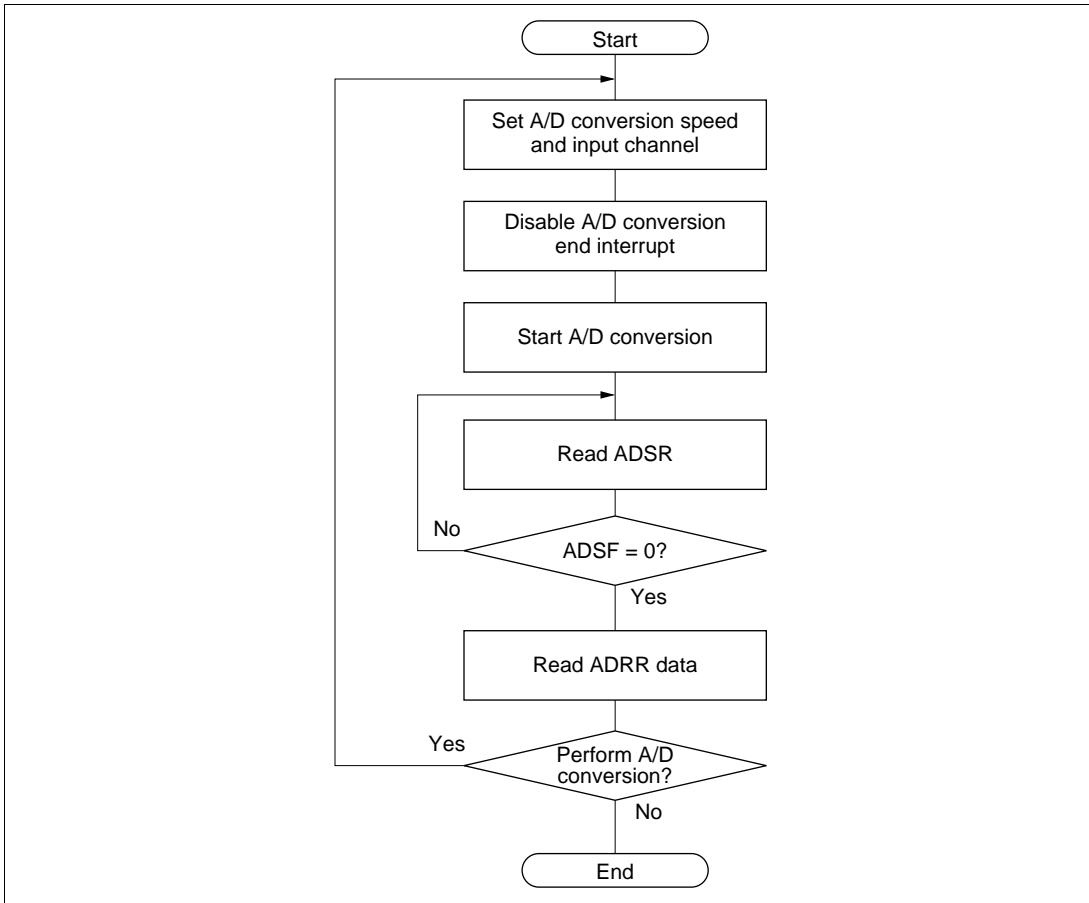 Start
Set A/D conversion speed
and input channel
Disable A/D conversion
end interrupt
Start A/D conversion
Read ADSR
No
ADSF = 0?
Yes
Read ADRR data
Yes
Perform A/D
conversion?
No
End